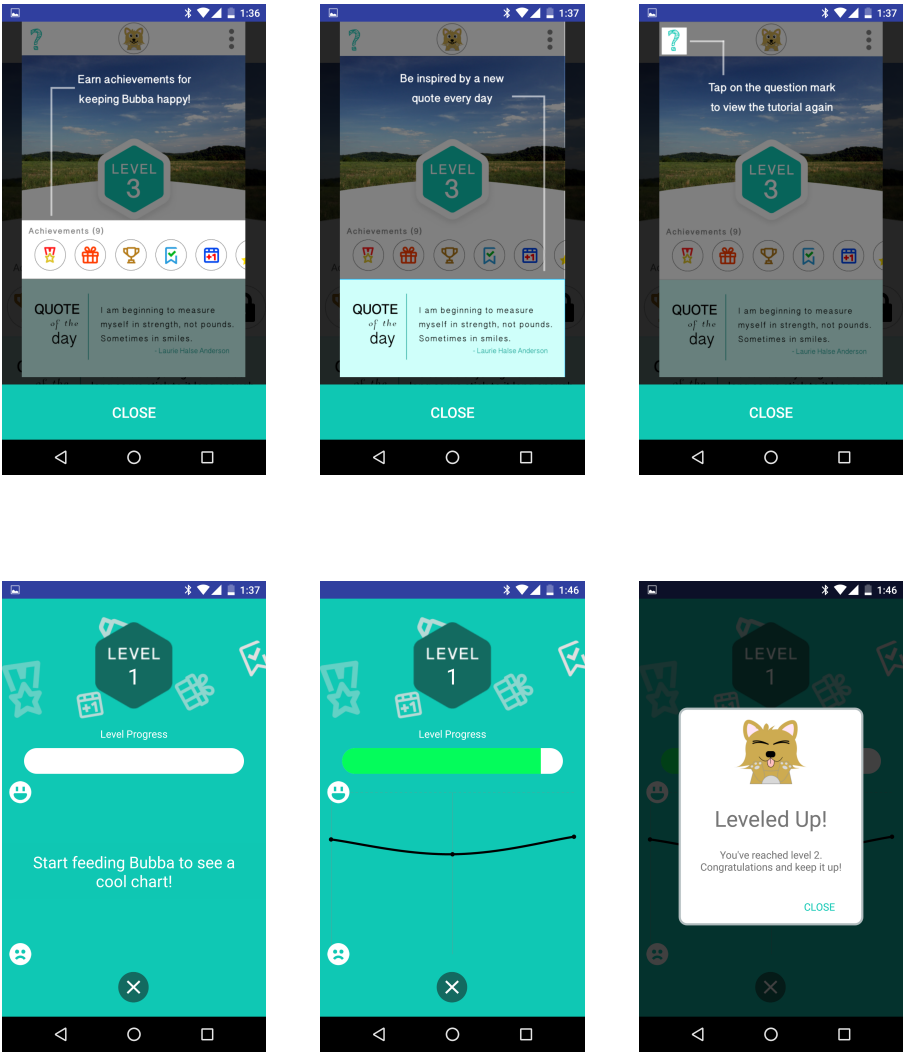 1:36
?
Earn achievements for
keeping Bubba happy!
LEVEL
3
Achievements (9)
+1
QUOTE
of the
day
I am beginning to measure
myself in strength, not pounds.
Sometimes in smiles.
- Laurie Halse Anderson
CLOSE
1:37
?
Be inspired by a new
quote every day
LEVEL
3
Achievements (9)
+1
QUOTE
of the
day
I am beginning to measure
myself in strength, not pounds.
Sometimes in smiles.
- Laurie Halse Anderson
CLOSE
1:37
?
Tap on the question mark
to view the tutorial again
LEVEL
3
Achievements (9)
+1
QUOTE
of the
day
I am beginning to measure
myself in strength, not pounds.
Sometimes in smiles.
- Laurie Halse Anderson
CLOSE
1:37
LEVEL
1
+1
Level Progress
Start feeding Bubba to see a
cool chart!
1:46
LEVEL
1
+1
Level Progress
1:46
LEVEL
1
+1
Level Progress
Leveled Up!
You've reached level 2.
Congratulations and keep it up!
CLOSE